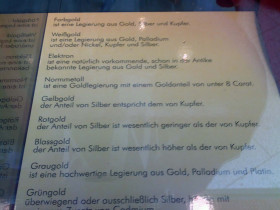 Farbgold
ist eine Legierung aus Gold, Silber und Kupfer.
Weißgold
ist eine Legierung aus Gold, Palladium
und/oder Nickel, Kupfer und Silber.
Elektron
ist eine natürlich vorkommende, schon in der Antike
bekannte Legierung aus Gold und Silber.
Normmetall
ist eine Goldlegierung mit einem Goldanteil von unter 8 Carat.
Gelbgold
der Anteil von Silber entspricht dem von Kupfer.
Rotgold
der Anteil von Silber ist wesentlich geringer als der von Kupfer.
Blassgold
der Anteil von Silber ist wesentlich höher als der von Kupfer.
Graugold
ist eine hochwertige Legierung aus Gold, Palladium und Platin.
Grüngold
überwiegend oder ausschließlich Silber, häufig mit
Cadmium